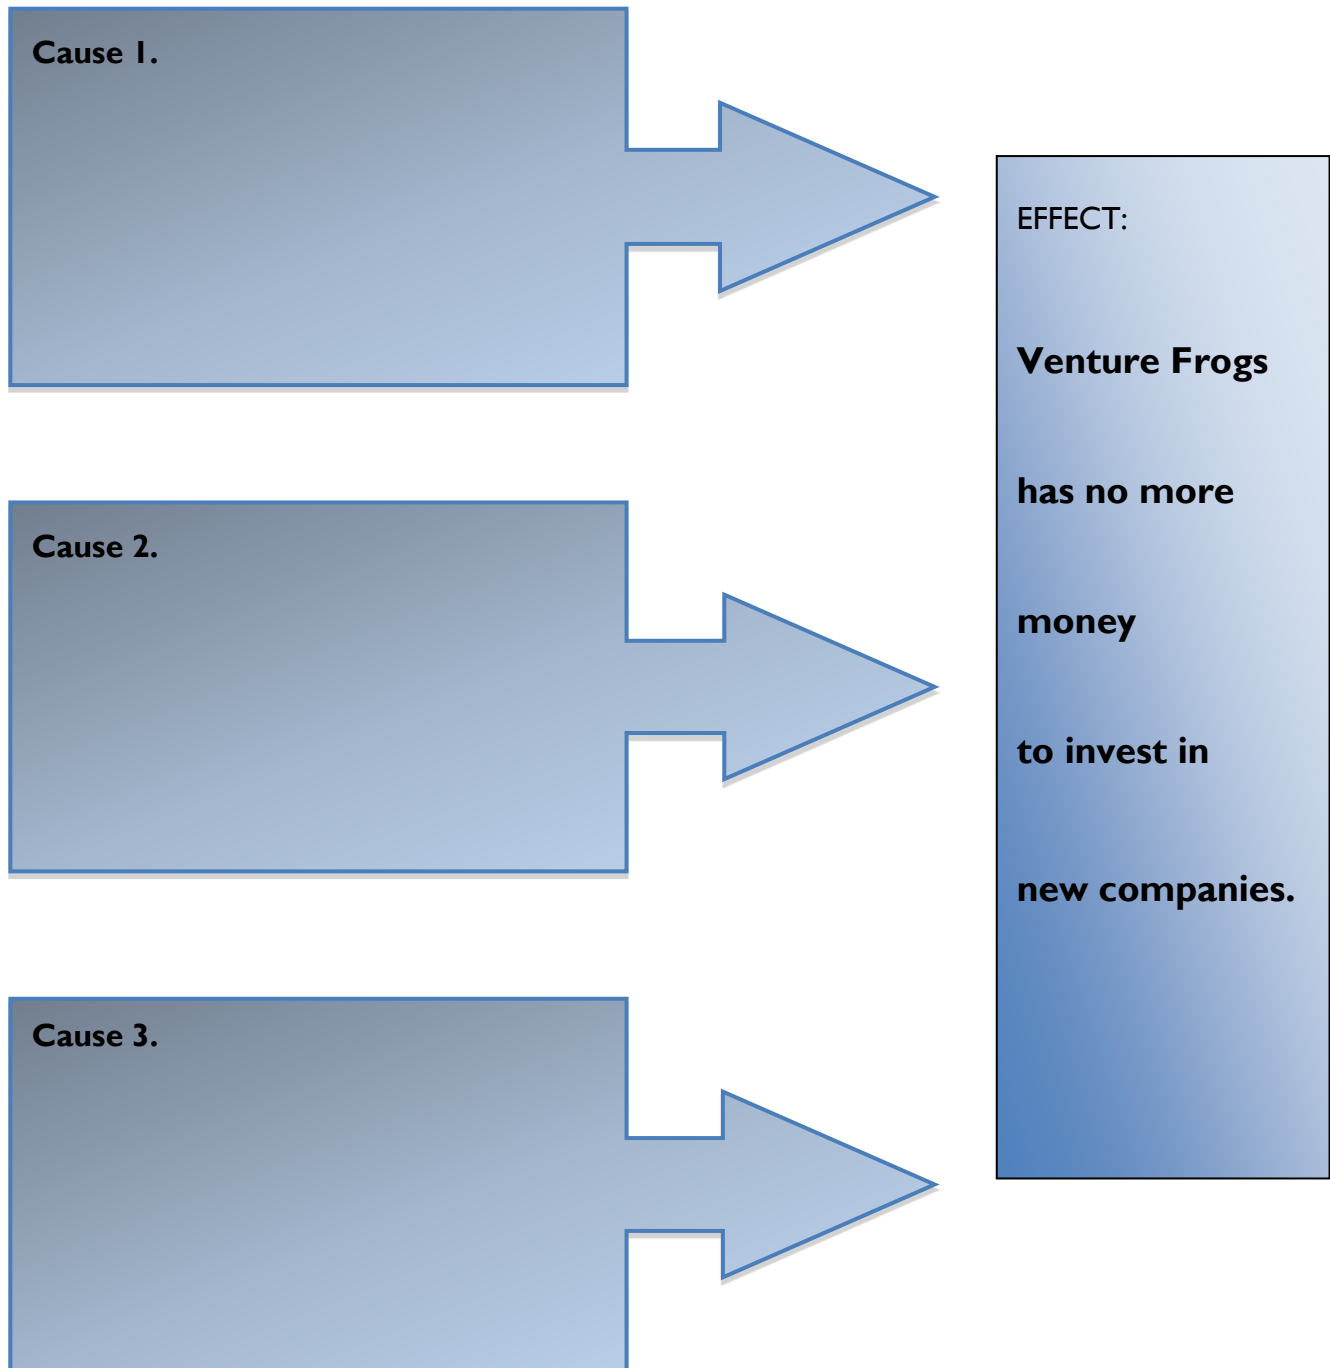 Cause 1.
EFFECT:
Venture Frogs
has no more
Cause 2.
money
to invest in
new companies.
Cause 3.